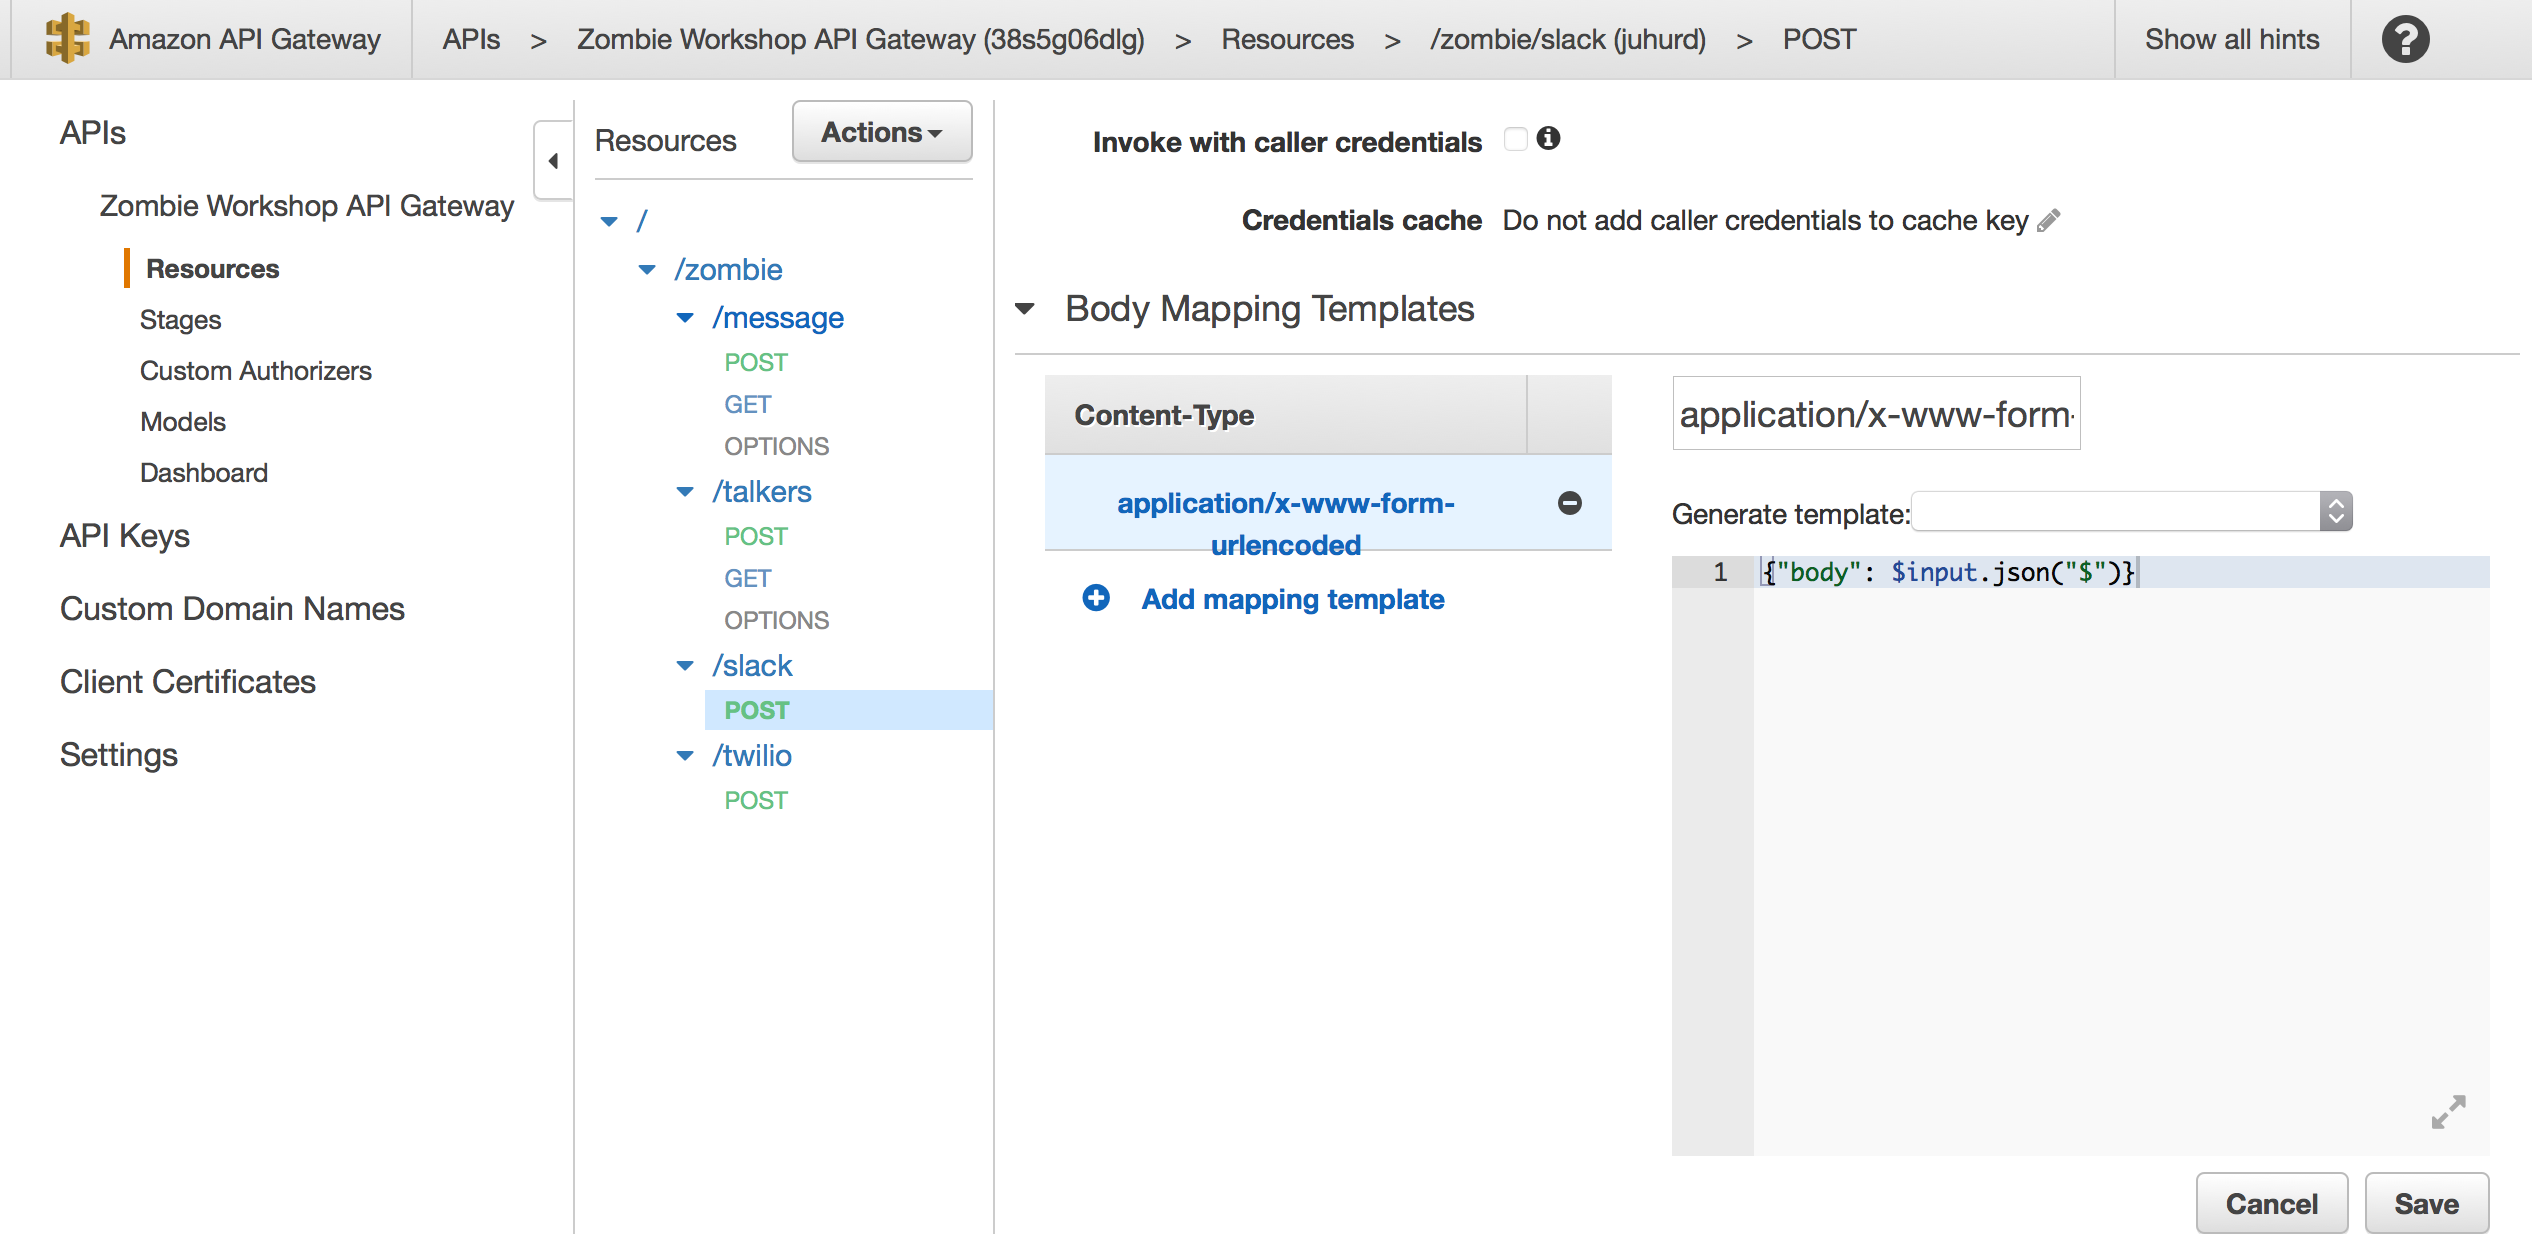 Amazon API Gateway
APIs > Zombie Workshop API Gateway (38s5g06dlg) > Resources > /zombie/slack (juhurd) > POST
Show all hints
?
APIs
Zombie Workshop API Gateway
Resources
Stages
Custom Authorizers
Models
Dashboard
API Keys
Custom Domain Names
Client Certificates
Settings
Resources
Actions
/
/zombie
/message
POST
GET
OPTIONS
/talkers
POST
GET
OPTIONS
/slack
POST
/twilio
POST
Invoke with caller credentials
Credentials cache Do not add caller credentials to cache key
Body Mapping Templates
Content-Type
application/x-www-form-
urlencoded
Add mapping template
application/x-www-form-
Generate template:
1 {"body": $input.json("$")}
Cancel
Save